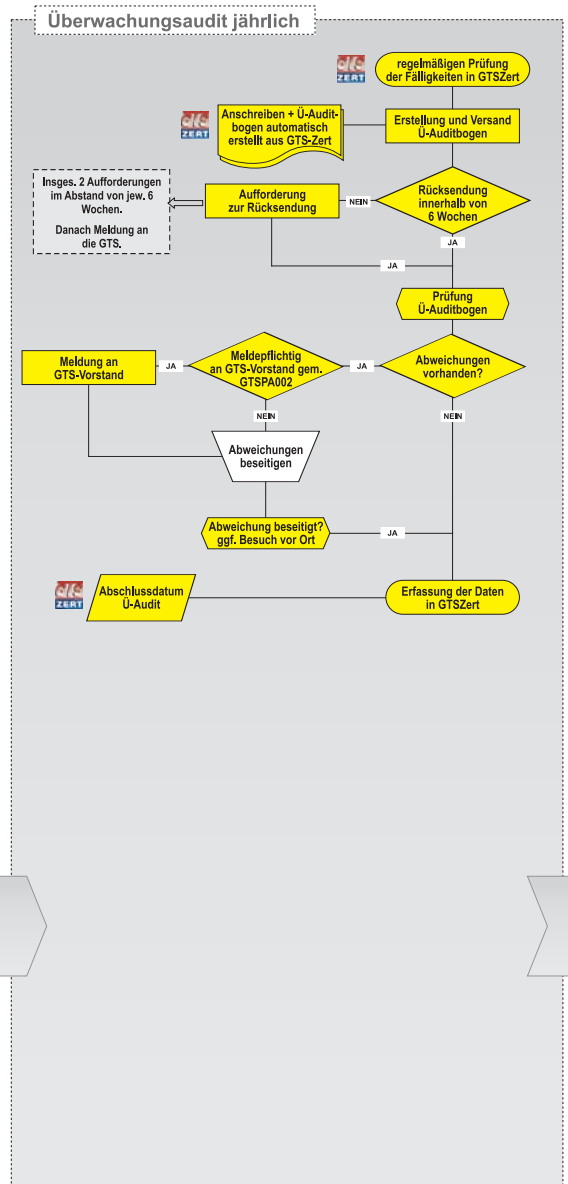 Überwachungsaudit jährlich
regelmäßigen Prüfung
der Fälligkeiten in GTSZert
ZERT
Anschreiben + Ü-Audit-
bogen automatisch
erstellt aus GTS-Zert
ZERT
Erstellung und Versand
Ü-Auditbogen
Insges. 2 Aufforderungen
im Abstand von jew. 6
Wochen.
Danach Meldung an
die GTS.
Aufforderung
zur Rücksendung
NEIN
Rücksendung
innerhalb von
6 Wochen
JA
JA
Prüfung
Ü-Auditbogen
Meldung an
GTS-Vorstand
JA
Meldepflichtig
an GTS-Vorstand gem.
GTSPA002
JA
Abweichungen
vorhanden?
NEIN
NEIN
Abweichungen
beseitigen
Abweichung beseitigt?
ggf. Besuch vor Ort
JA
ZERT
Abschlussdatum
Ü-Audit
Erfassung der Daten
in GTSZert